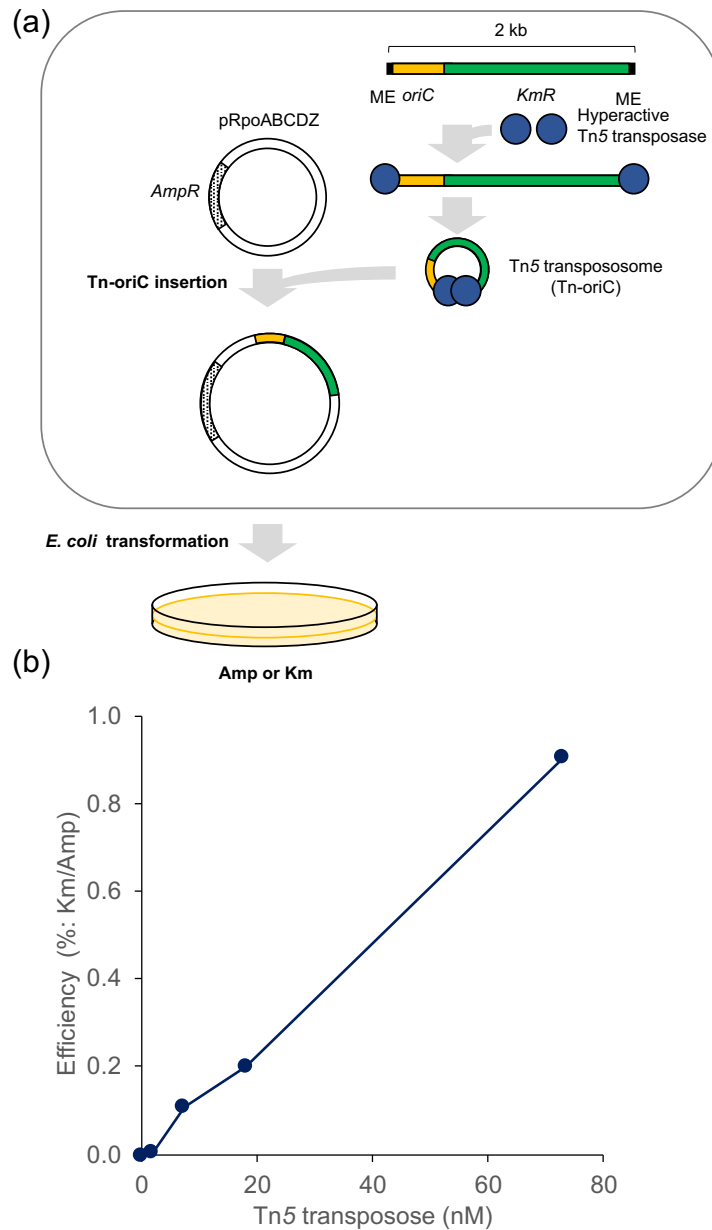 (a)
2 kb
ME oriC KmR ME
Hyperactive
Tn5 transposase
pRpoABCDZ
AmpR
Tn5 transpososome
(Tn-oriC)
Tn-oriC insertion
E. coli transformation
Amp or Km
(b)
Efficiency (%: Km/Amp)
1.0
0.8
0.6
0.4
0.2
0.0
0 20 40 60 80
Tn5 transposose (nM)